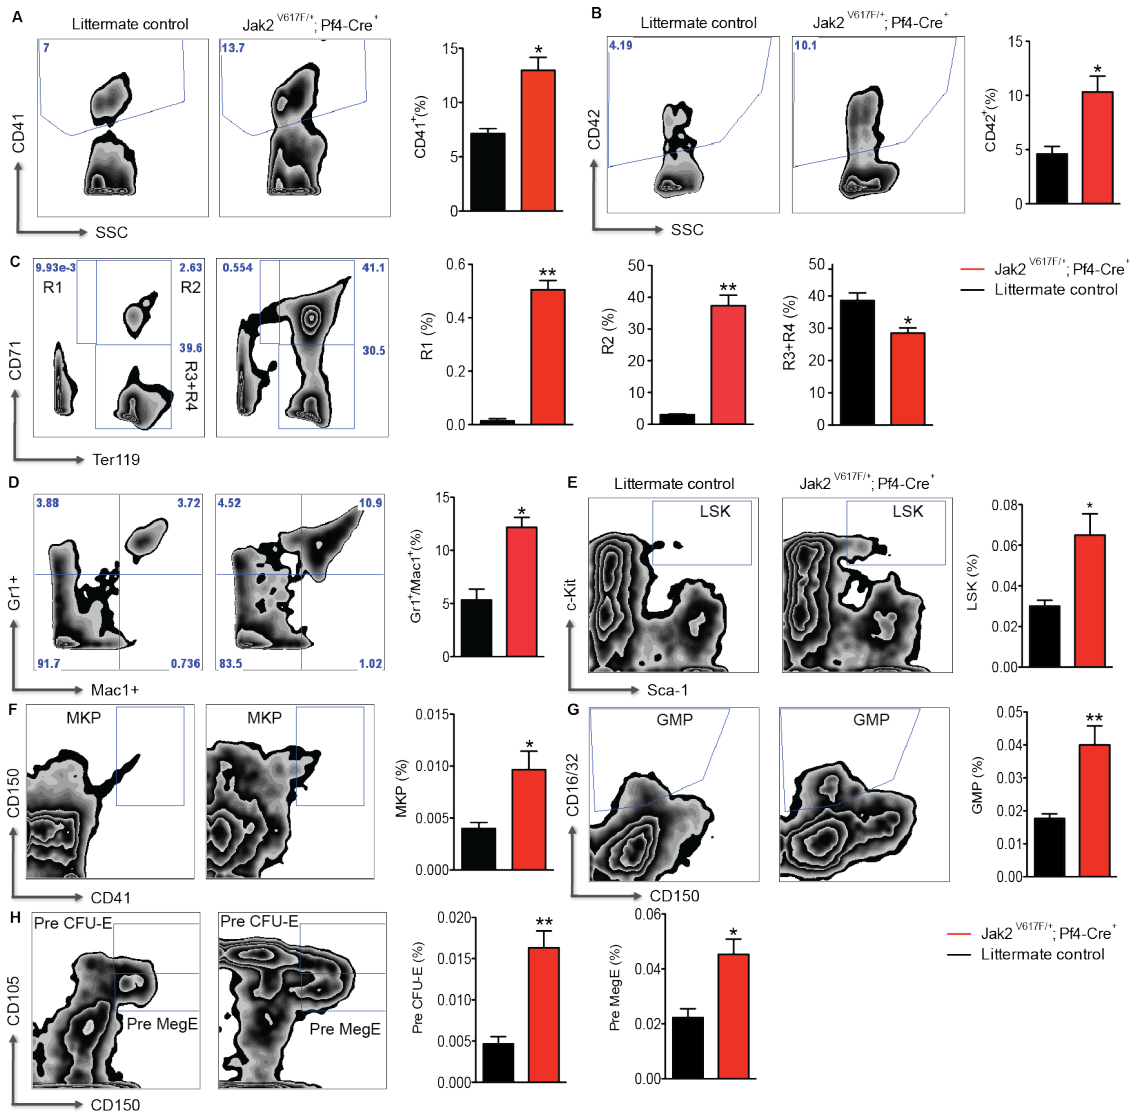 A
Littermate control
Jak2 V617F/+; Pf4-Cre+
7
13.7
CD41
SSC
15
10
5
0
CD41+(%)
*
B
Littermate control
Jak2 V617F/+; Pf4-Cre+
4.19
10.1
CD42
SSC
15
10
5
0
CD42+(%)
*
C
9.93e-3
2.63
R1
R2
39.6
R3+R4
0.554
41.1
30.5
CD71
Ter119
0.6
0.4
0.2
0.0
R1 (%)
**
50
40
30
20
10
0
R2 (%)
**
50
40
30
20
10
0
R3+R4 (%)
*
Jak2 V617F/+; Pf4-Cre+
Littermate control
D
3.88
3.72
91.7
0.736
4.52
10.9
83.5
1.02
Gr1+
Mac1+
15
10
5
0
Gr1+/Mac1+(%)
*
E
Littermate control
Jak2 V617F/+; Pf4-Cre+
LSK
LSK
c-Kit
Sca-1
0.08
0.06
0.04
0.02
0.00
LSK (%)
*
F
MKP
MKP
CD150
CD41
0.015
0.010
0.005
0.000
MKP (%)
*
G
GMP
GMP
CD16/32
CD150
0.05
0.04
0.03
0.02
0.01
0.00
GMP (%)
**
H
Pre CFU-E
Pre MegE
Pre CFU-E
Pre MegE
CD105
CD150
0.020
0.015
0.010
0.005
0.000
Pre CFU-E (%)
**
0.06
0.04
0.02
0.00
Pre MegE (%)
*
Jak2 V617F/+; Pf4-Cre+
Littermate control